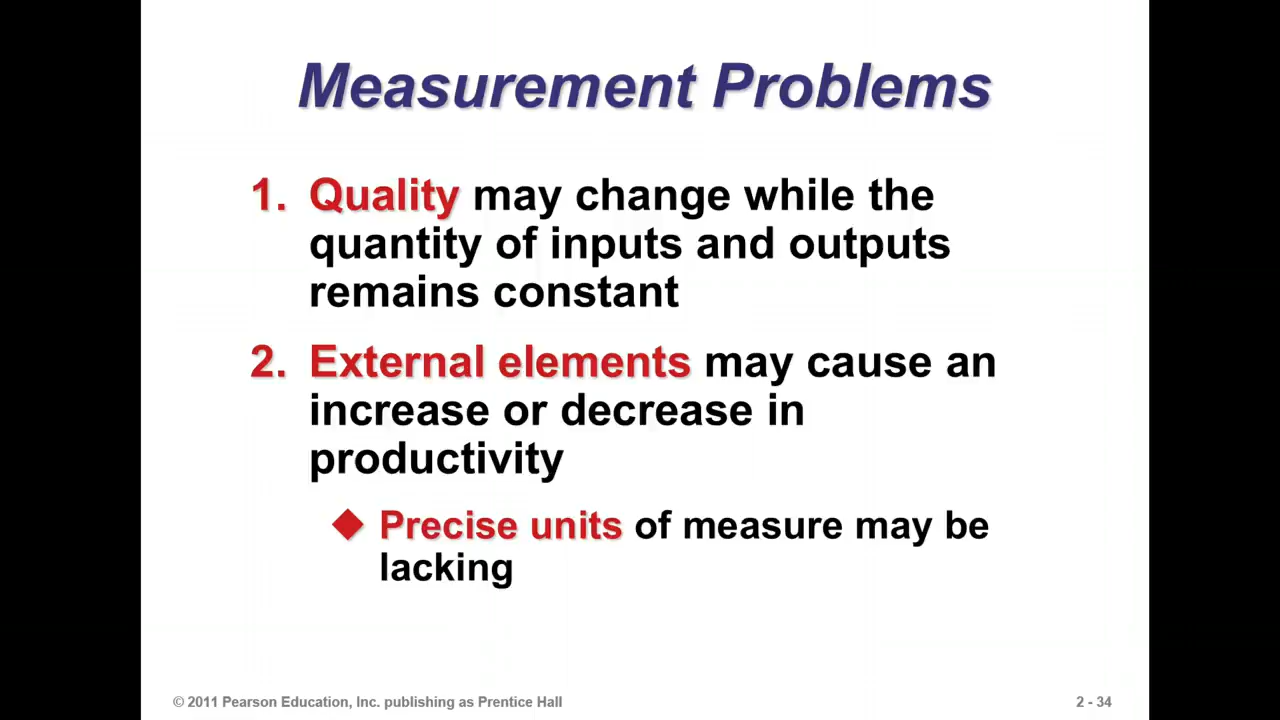 Measurement Problems
1. Quality may change while the
quantity of inputs and outputs
remains constant
2. External elements may cause an
increase or decrease in
productivity
◆ Precise units of measure may be
lacking
© 2011 Pearson Education, Inc. publishing as Prentice Hall
2 - 34